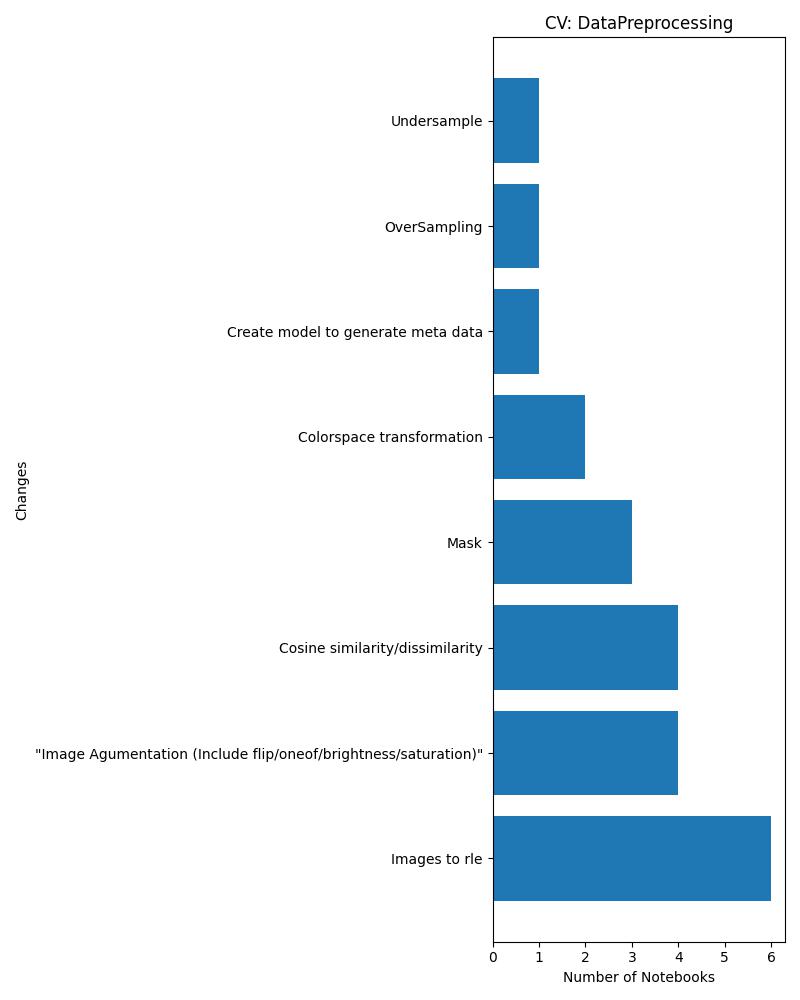 CV: DataPreprocessing
Undersample
OverSampling
Create model to generate meta data
Colorspace transformation
Mask
Cosine similarity/dissimilarity
"Image Agumentation (Include flip/oneof/brightness/saturation)"
Images to rle
Changes
0 1 2 3 4 5 6
Number of Notebooks